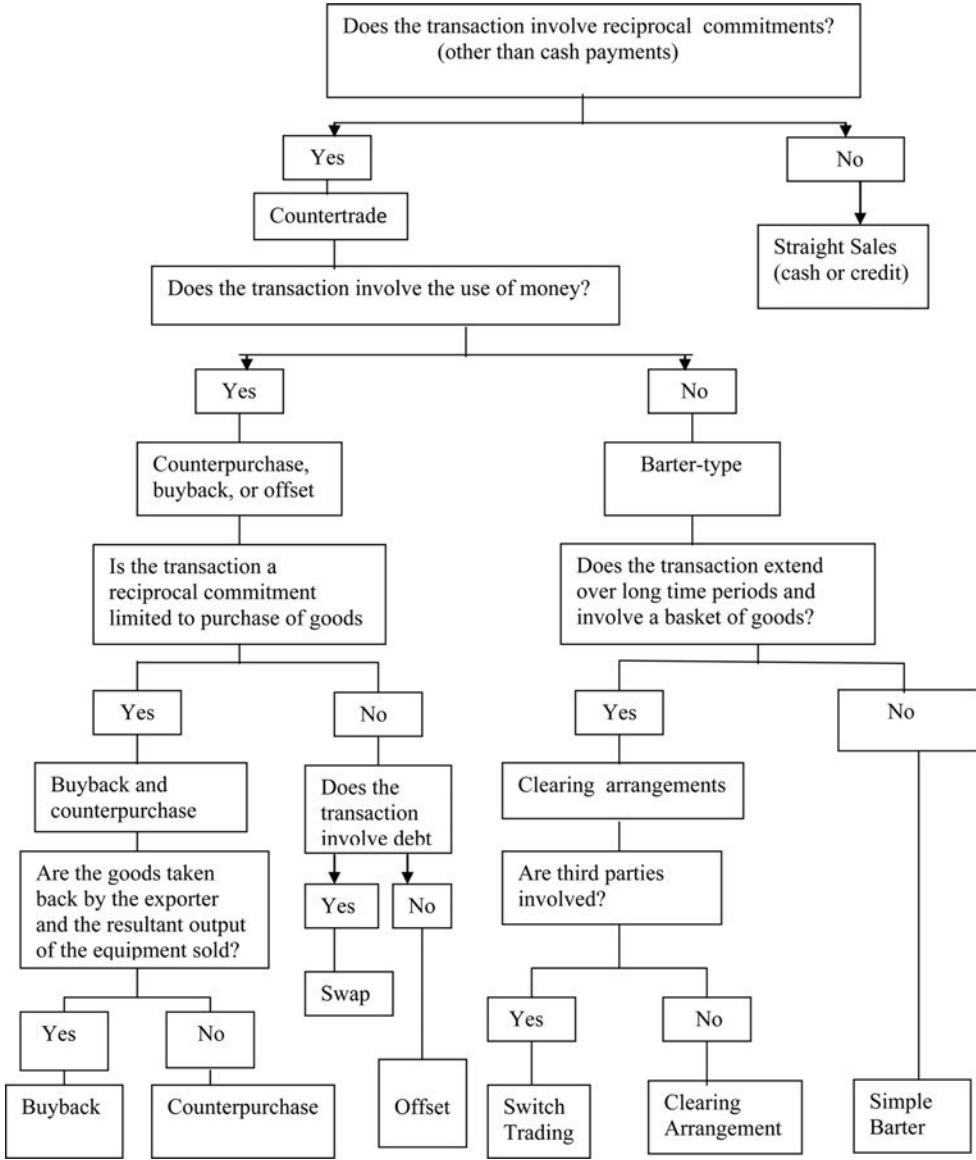 Does the transaction involve reciprocal commitments?
(other than cash payments)
Yes
No
Countertrade
Straight Sales
(cash or credit)
Does the transaction involve the use of money?
Yes
No
Counterpurchase,
buyback, or offset
Barter-type
Is the transaction a
reciprocal commitment
limited to purchase of goods
Does the transaction extend
over long time periods and
involve a basket of goods?
Yes
No
Yes
No
Buyback and
counterpurchase
Does the
transaction
involve debt
Clearing arrangements
Are the goods taken
back by the exporter
and the resultant output
of the equipment sold?
Yes
No
Are third parties
involved?
Swap
Yes
No
Yes
No
Buyback
Counterpurchase
Offset
Switch
Trading
Clearing
Arrangement
Simple
Barter